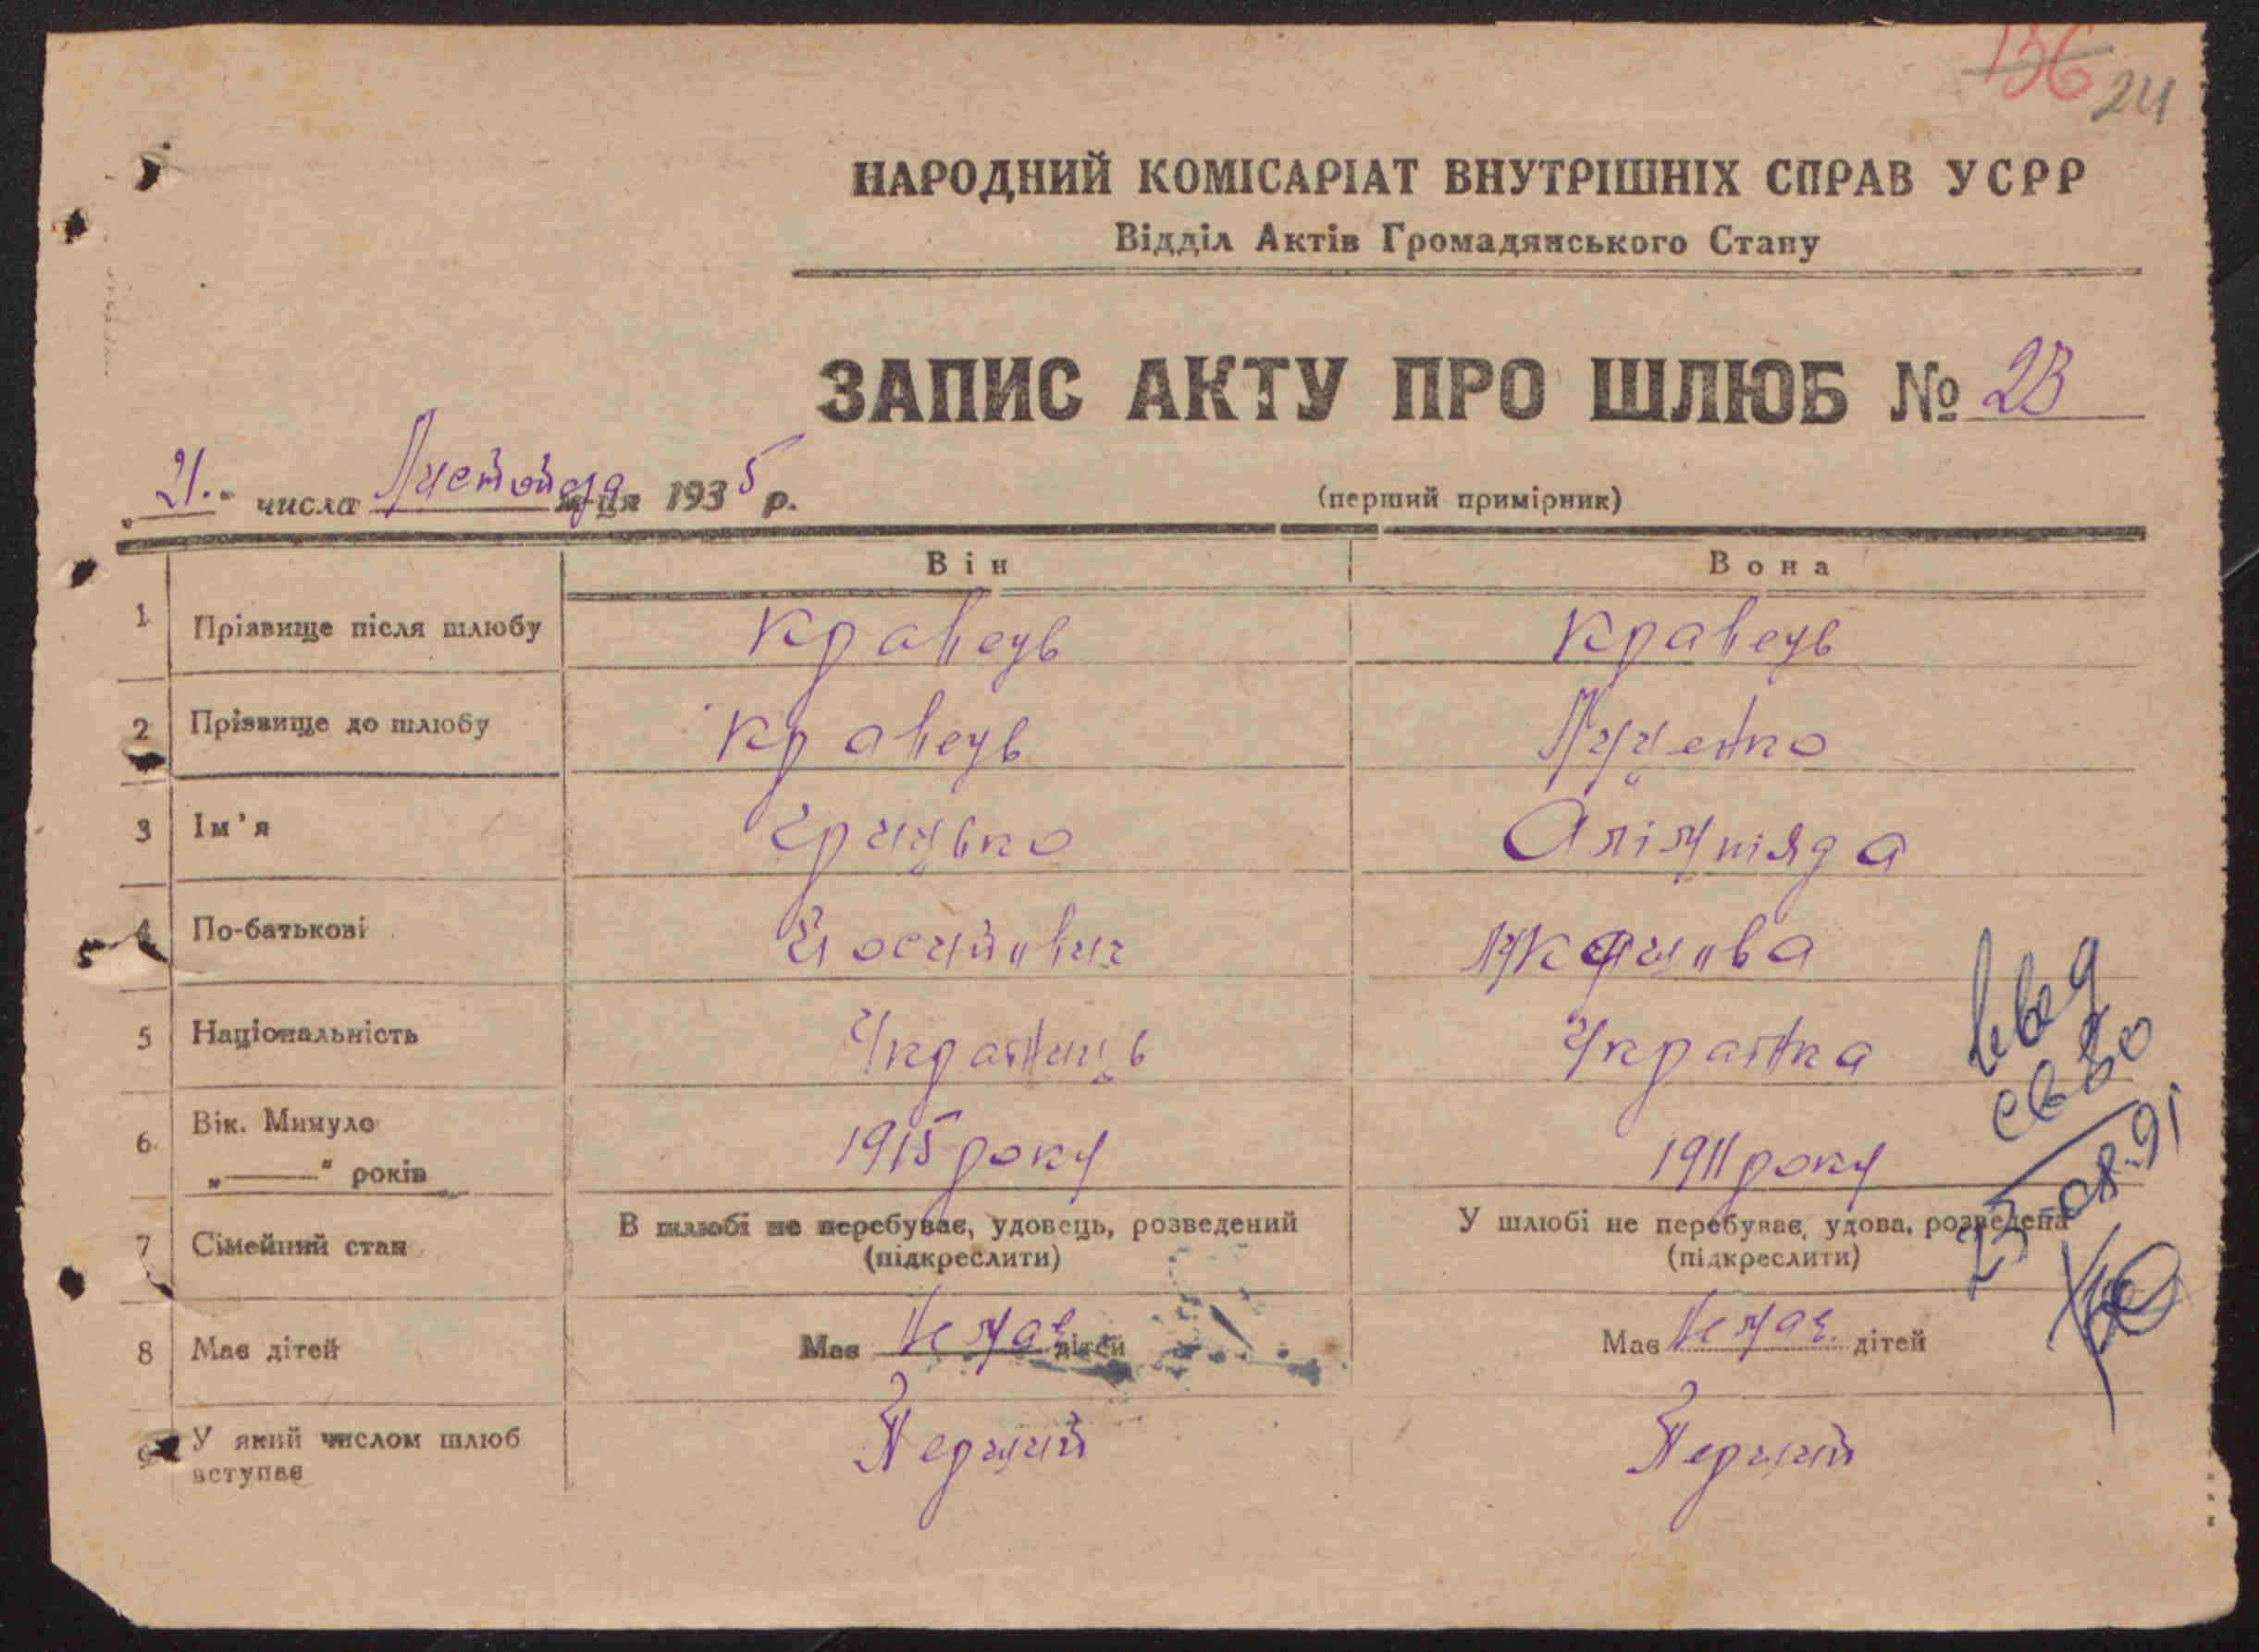 136 24
НАРОДНИЙ КОМІСАРІАТ ВНУТРІШНІХ СПРАВ УСРР
Відділ Актів Громадянського Стану
ЗАПИС АКТУ ПРО ШЛЮБ № 23
„21." числа Листопада м-ця 1935 р.
(перший примірник)
Він Вона
1 Прізвище після шлюбу Кравець Кравець
2 Прізвище до шлюбу Кравець Луценко
3 Ім'я Грицько Олімпіяда
4 По-батькові Йосипович
5 Національність Українець Українка
6 Вік. Минуло „ " років 1915 року 1911 року
7 Сімейний стан В шлюбі не перебуває, удовець, розведений (підкреслити) У шлюбі не перебуває, удова, розведена (підкреслити)
8 Має дітей Має Немає дітей Має Немає. дітей
9 У який числом шлюб вступає Перший Перший
св-во